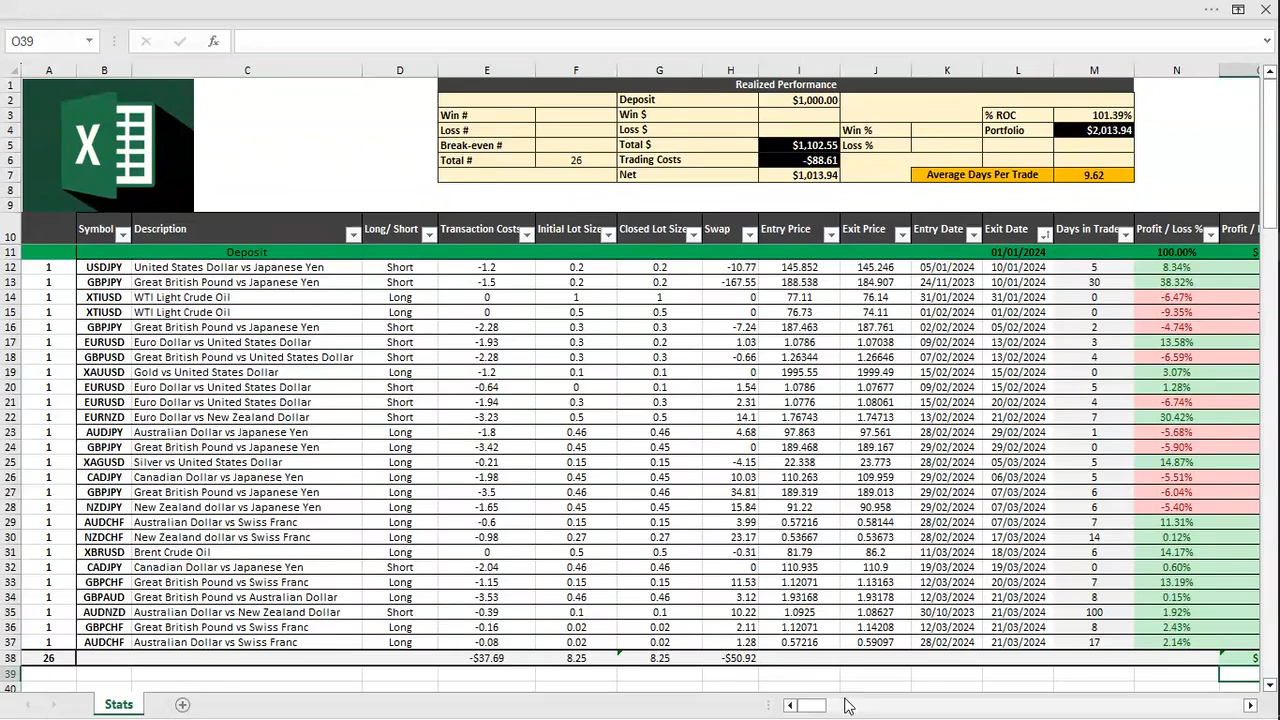 O39 fx
A B C D E F G H I J K L M N
1 Realized Performance
2 Deposit $1,000.00
3 Win # Win $ % ROC 101.39%
4 Loss # Loss $ Win % Portfolio $2,013.94
5 Break-even # Total $ $1,102.55 Loss %
6 Total # 26 Trading Costs -$88.61
7 Net $1,013.94 Average Days Per Trade 9.62
8
9
X
10 Symbol Description Long/ Short Transaction Costs Initial Lot Size Closed Lot Size Swap Entry Price Exit Price Entry Date Exit Date Days in Trade Profit / Loss % Profit /
11 Deposit 01/01/2024 100.00% $
12 1 USDJPY United States Dollar vs Japanese Yen Short -1.2 0.2 0.2 -10.77 145.852 145.246 05/01/2024 10/01/2024 5 8.34%
13 1 GBPJPY Great British Pound vs Japanese Yen Short -1.5 0.2 0.2 -167.55 188.538 184.907 24/11/2023 10/01/2024 30 38.32%
14 1 XTIUSD WTI Light Crude Oil Long 0 1 1 0 77.11 76.14 31/01/2024 31/01/2024 0 -6.47%
15 1 XTIUSD WTI Light Crude Oil Long 0 0.5 0.5 0 76.73 74.11 01/02/2024 01/02/2024 0 -9.35%
16 1 GBPJPY Great British Pound vs Japanese Yen Short -2.28 0.3 0.3 -7.24 187.463 187.761 02/02/2024 05/02/2024 2 -4.74%
17 1 EURUSD Euro Dollar vs United States Dollar Short -1.93 0.3 0.2 1.03 1.0786 1.07038 09/02/2024 13/02/2024 3 13.58%
18 1 GBPUSD Great British Pound vs United States Dollar Short -2.28 0.3 0.3 -0.66 1.26344 1.26646 07/02/2024 13/02/2024 4 -6.59%
19 1 XAUUSD Gold vs United States Dollar Long 0 0.1 0.1 0 1995.55 1999.49 15/02/2024 15/02/2024 0 3.07%
20 1 EURUSD Euro Dollar vs United States Dollar Short -0.64 0 0.1 1.54 1.0786 1.07677 09/02/2024 15/02/2024 5 1.28%
21 1 EURUSD Euro Dollar vs United States Dollar Short -1.94 0.3 0.3 2.31 1.0776 1.08061 15/02/2024 20/02/2024 4 -6.74%
22 1 EURNZD Euro Dollar vs New Zealand Dollar Short -3.23 0.5 0.5 14.1 1.76743 1.74713 13/02/2024 21/02/2024 7 30.42%
23 1 AUDJPY Australian Dollar vs Japanese Yen Long -1.8 0.46 0.46 4.68 97.863 97.561 28/02/2024 29/02/2024 1 -5.68%
24 1 GBPJPY Great British Pound vs Japanese Yen Long -3.42 0.46 0.46 0 189.468 189.167 29/02/2024 29/02/2024 0 -5.90%
25 1 XAGUSD Silver vs United States Dollar Long -0.21 0.15 0.15 -4.15 22.338 23.773 28/02/2024 05/03/2024 5 14.87%
26 1 CADJPY Canadian Dollar vs Japanese Yen Long -1.98 0.45 0.45 10.03 110.263 109.959 29/02/2024 06/03/2024 5 -5.51%
27 1 GBPJPY Great British Pound vs Japanese Yen Long -3.5 0.46 0.46 34.81 189.319 189.013 29/02/2024 07/03/2024 6 -6.04%
28 1 NZDJPY New Zealand dollar vs Japanese Yen Long -1.65 0.45 0.45 15.84 91.22 90.958 29/02/2024 07/03/2024 6 -5.40%
29 1 AUDCHF Australian Dollar vs Swiss Franc Long -0.6 0.15 0.15 3.99 0.57216 0.58144 28/02/2024 07/03/2024 7 11.31%
30 1 NZDCHF New Zealand dollar vs Swiss Franc Long -0.98 0.27 0.27 23.17 0.53667 0.53673 28/02/2024 17/03/2024 14 0.12%
31 1 XBRUSD Brent Crude Oil Long 0 0.5 0.5 -0.31 81.79 86.2 11/03/2024 18/03/2024 6 14.17%
32 1 CADJPY Canadian Dollar vs Japanese Yen Short -2.04 0.46 0.46 0 110.935 110.9 19/03/2024 19/03/2024 0 0.60%
33 1 GBPCHF Great British Pound vs Swiss Franc Long -1.15 0.15 0.15 11.53 1.12071 1.13163 12/03/2024 20/03/2024 7 13.19%
34 1 GBPAUD Great British Pound vs Australian Dollar Long -3.53 0.46 0.46 3.12 1.93161 1.93178 12/03/2024 21/03/2024 8 0.15%
35 1 AUDNZD Australian Dollar vs New Zealand Dollar Short -0.39 0.1 0.1 10.22 1.0925 1.08627 30/10/2023 21/03/2024 100 1.92%
36 1 GBPCHF Great British Pound vs Swiss Franc Long -0.16 0.02 0.02 2.11 1.12071 1.14208 12/03/2024 21/03/2024 8 2.43%
37 1 AUDCHF Australian Dollar vs Swiss Franc Long -0.08 0.02 0.02 1.28 0.57216 0.59097 28/02/2024 21/03/2024 17 2.14%
38 26 -$37.69 8.25 8.25 -$50.92 $
39
40
Stats